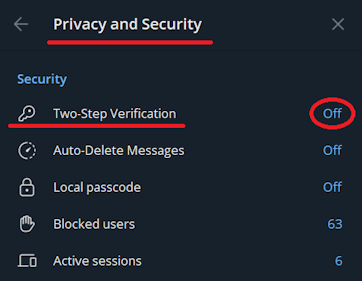 Privacy and Security
Security
Two-Step Verification Off
Auto-Delete Messages Off
Local passcode Off
Blocked users 63
Active sessions 6